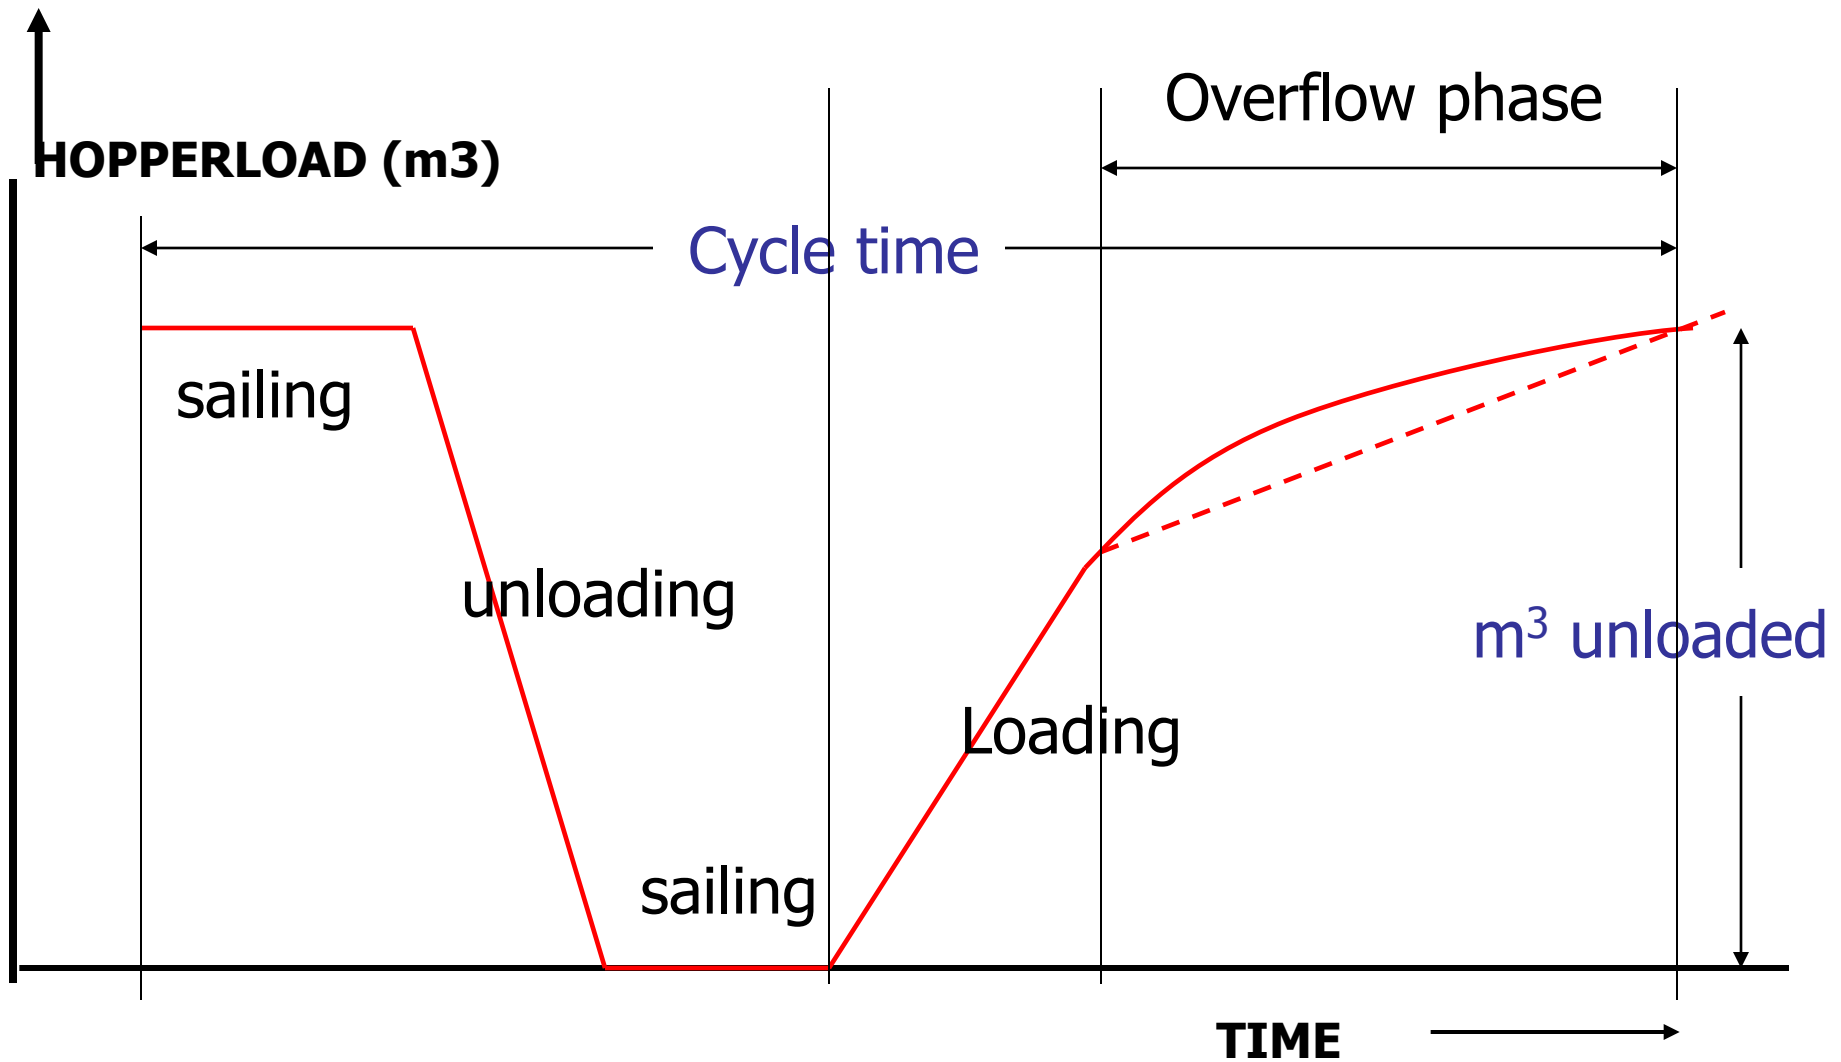 Overflow phase
HOPPERLOAD (m3)
Cycle time
sailing
unloading
m³ unloaded
Loading
sailing
TIME